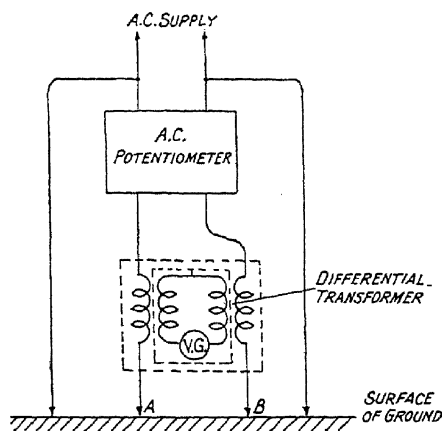 A.C. SUPPLY
A.C.
POTENTIOMETER
DIFFERENTIAL-
TRANSFORMER
V.G.
A
B
SURFACE
OF GROUND